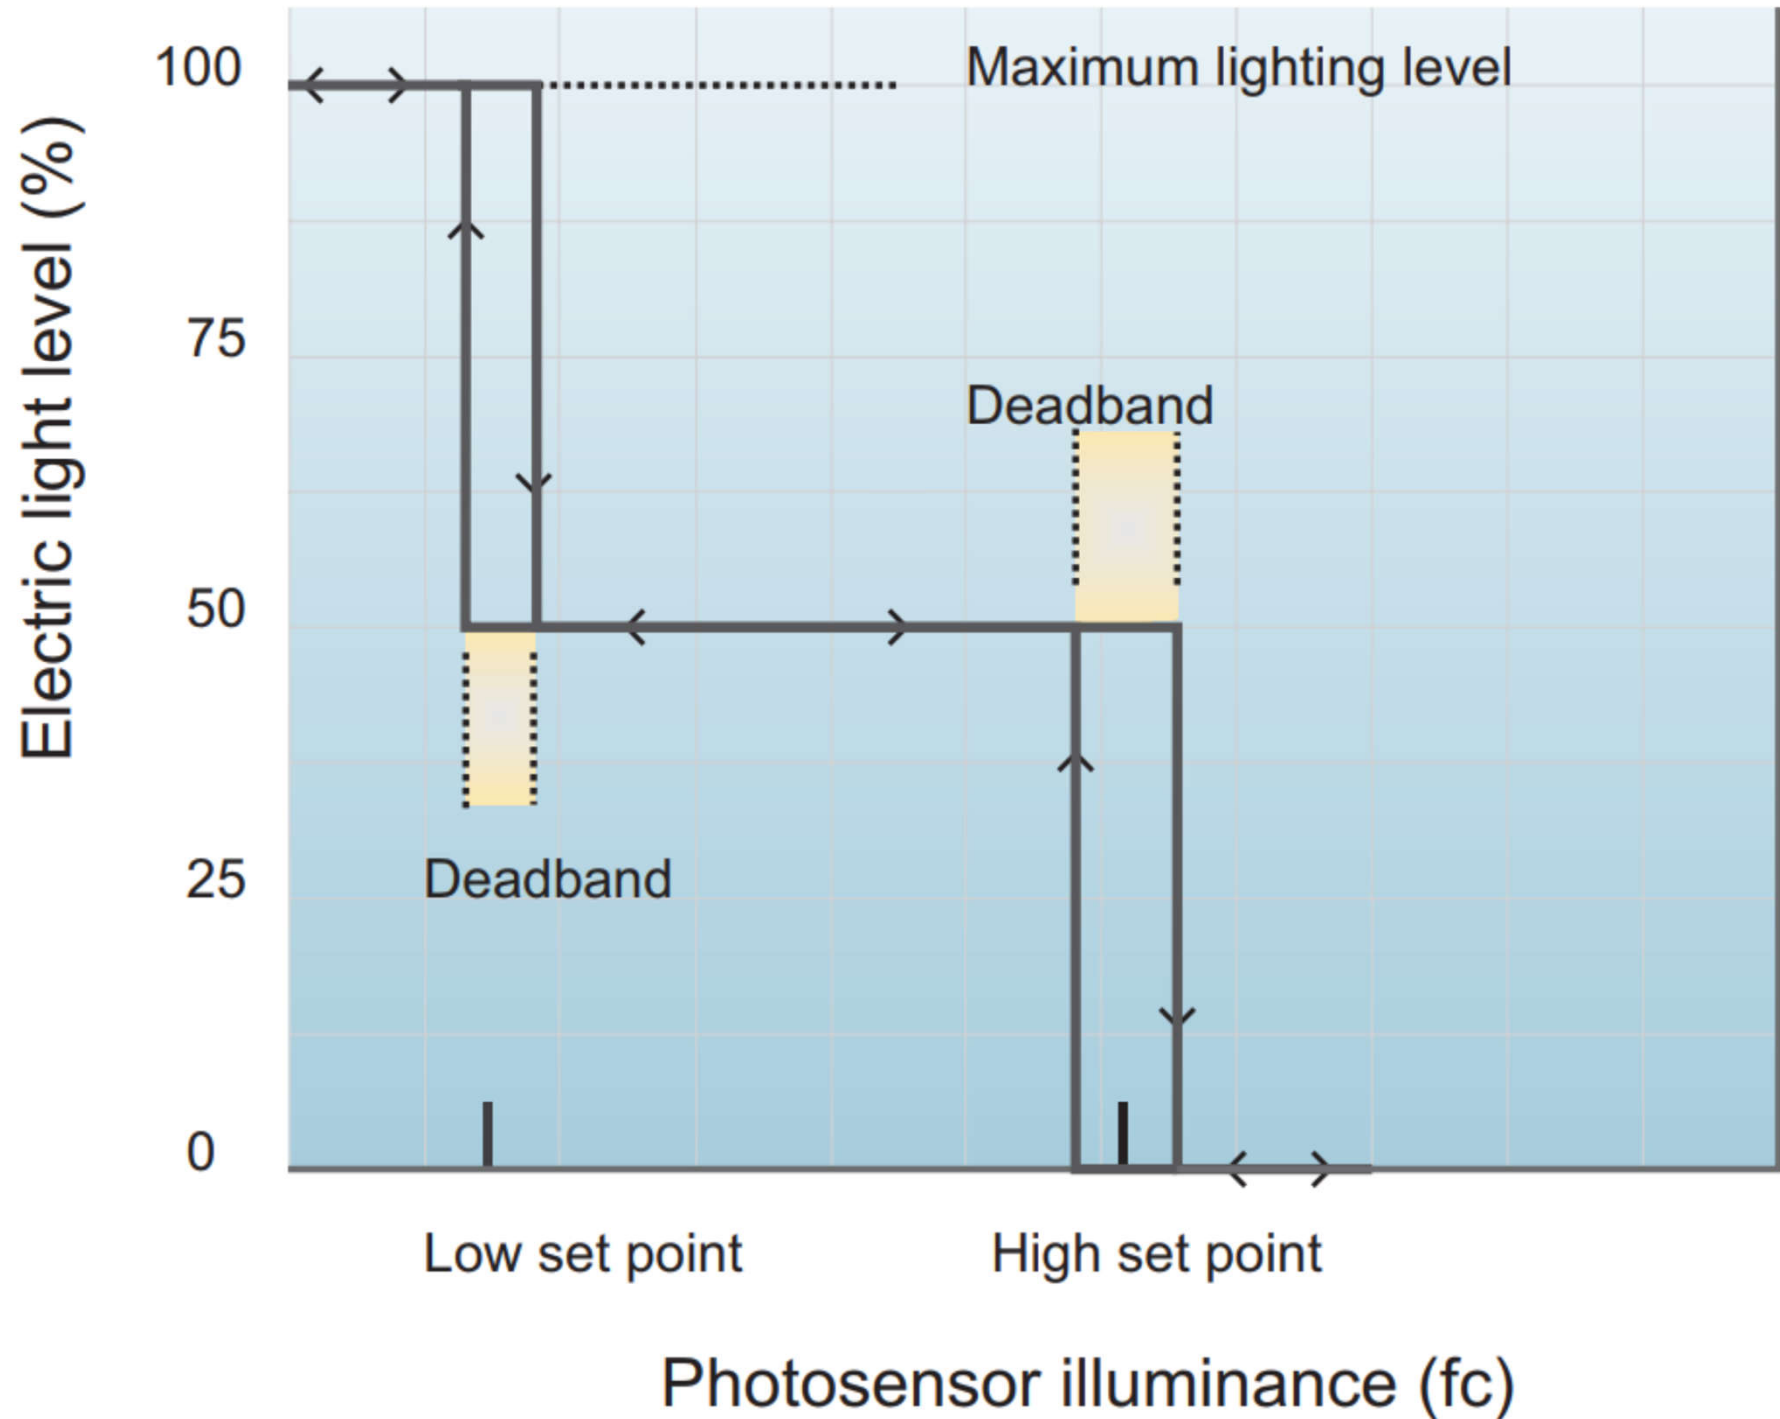 Electric light level (%)
100
75
50
25
0
Maximum lighting level
Deadband
Deadband
Low set point
High set point
Photosensor illuminance (fc)